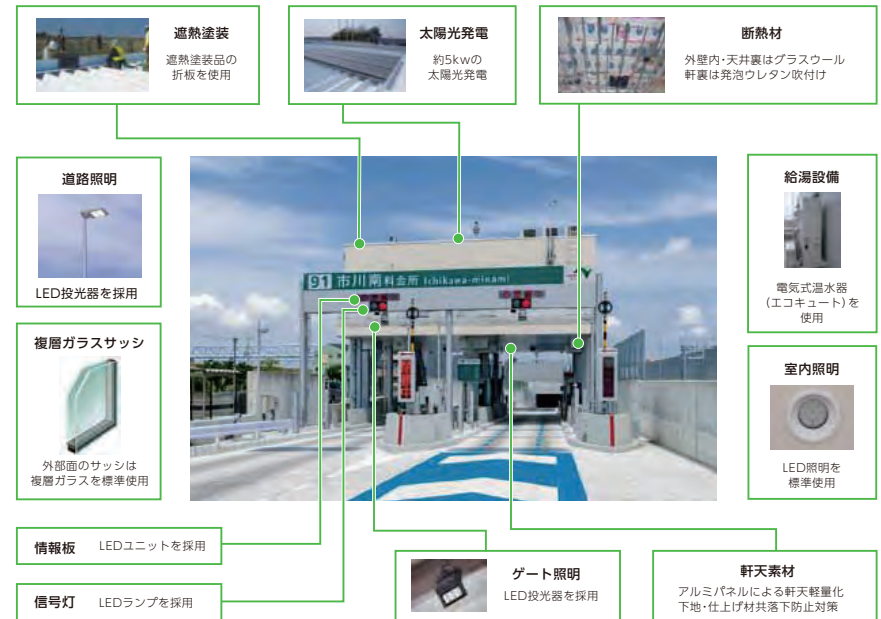 遮熱塗装
遮熱塗装品の
折板を使用
太陽光発電
約5kwの
太陽光発電
断熱材
外壁内・天井裏はグラスウール
軒裏は発泡ウレタン吹付け
道路照明
LED投光器を採用
給湯設備
電気式温水器
(エコキュート)を
使用
91 市川南料金所 Ichikawa-minami
複層ガラスサッシ
外部面のサッシは
複層ガラスを標準使用
室内照明
LED照明を
標準使用
情報板 LEDユニットを採用
信号灯 LEDランプを採用
ゲート照明
LED投光器を採用
軒天素材
アルミパネルによる軒天軽量化
下地・仕上げ材共落下防止対策